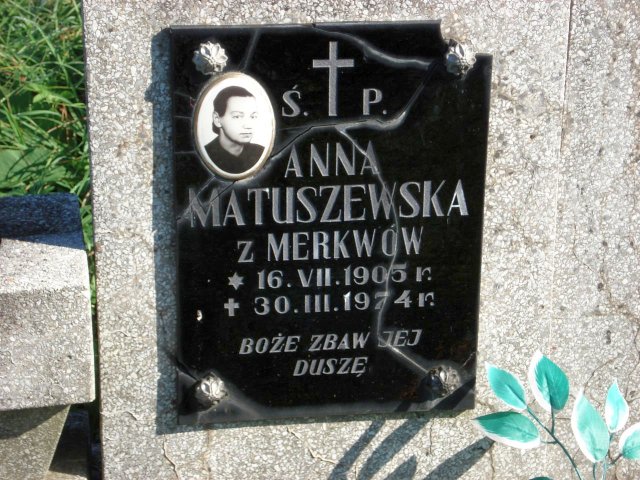 Ś. P.
ANNA
MATUSZEWSKA
Z MERKWÓW
16.VII.1905 r.
30.III.1974 r.
BOŻE ZBAW JEJ
DUSZĘ